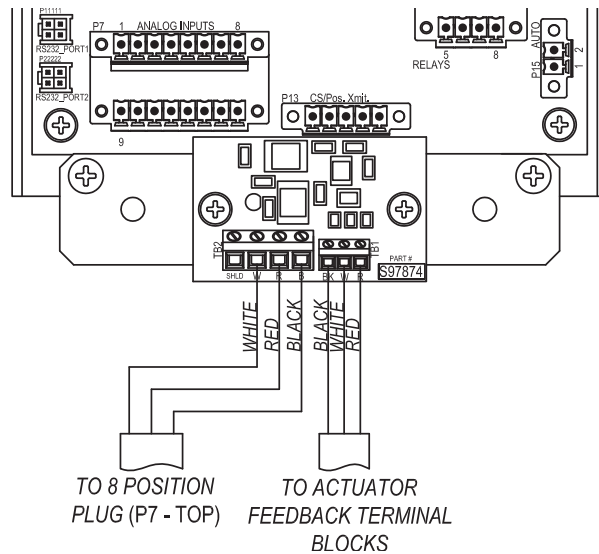 P11111
RS232_PORT1
P22222
RS232_PORT2
P7 1 ANALOG INPUTS 8
9
P13 CS/Pos. Xmit.
5 8
RELAYS
AUTO
P15
1 2
TB2
SHLD W R B
TB1
BK W R
PART #
S97874
WHITE
RED
BLACK
BLACK
WHITE
RED
TO 8 POSITION
PLUG (P7 - TOP)
TO ACTUATOR
FEEDBACK TERMINAL
BLOCKS